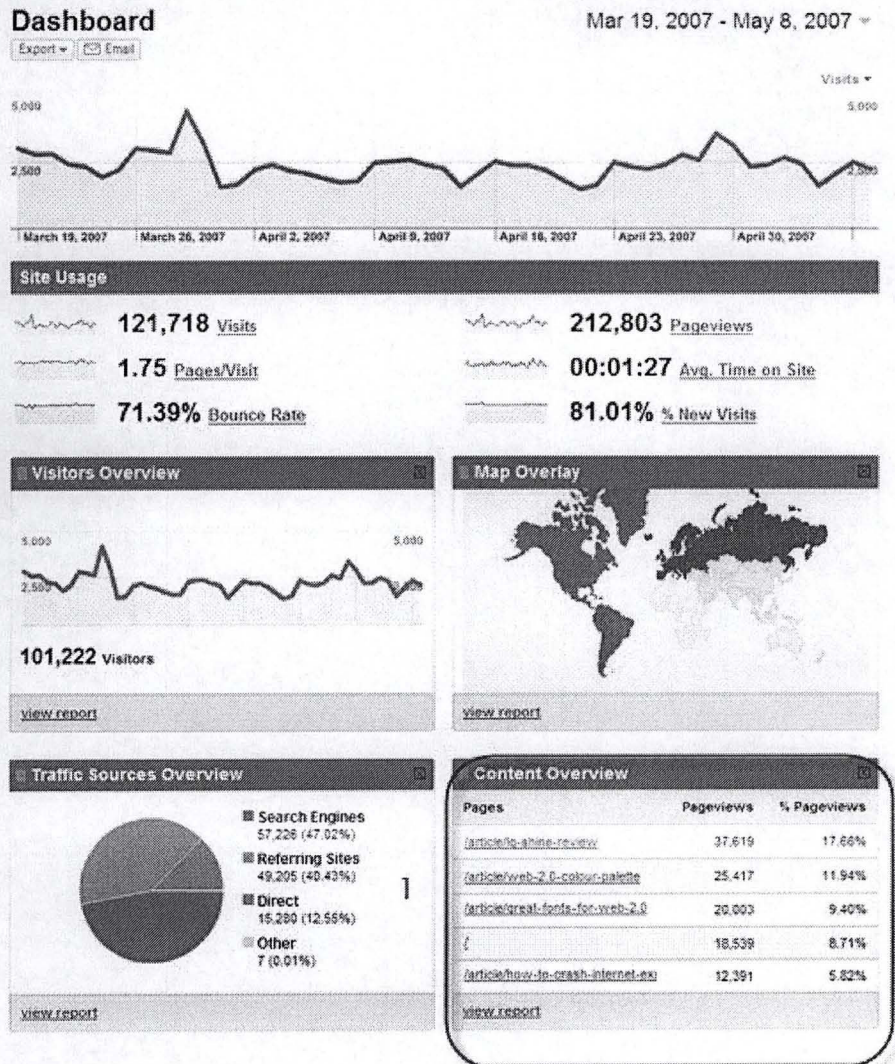 Dashboard
Mar 19, 2007 - May 8, 2007
Export
Email
Visits
5,000
5,000
2,500
2,500
March 19, 2007
March 26, 2007
April 2, 2007
April 9, 2007
April 16, 2007
April 23, 2007
April 30, 2007
Site Usage
121,718 Visits
212,803 Pageviews
1.75 Pages/Visit
00:01:27 Avg. Time on Site
71.39% Bounce Rate
81.01% % New Visits
Visitors Overview
5,000
5,000
2,500
101,222 Visitors
view report
Map Overlay
view report
Traffic Sources Overview
Search Engines
57,226 (47.02%)
Referring Sites
49,205 (40.43%)
Direct
15,280 (12.55%)
Other
7 (0.01%)
1
view report
Content Overview
Pages Pageviews % Pageviews
/article/lg-shine-review 37,619 17.66%
/article/web-2.0-colour-palette 25,417 11.94%
/article/great-fonts-for-web-2.0 20,003 9.40%
/ 18,539 8.71%
/article/how-to-crash-internet-ex 12,391 5.82%
view report